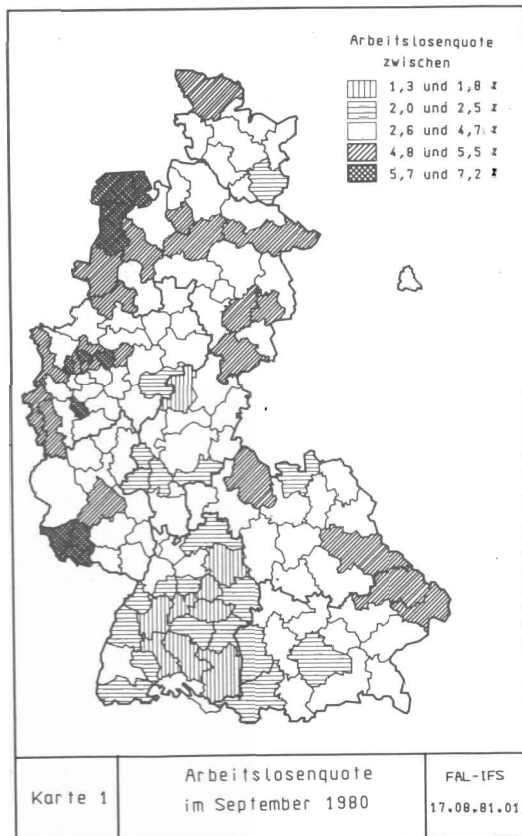 Arbeitslosenquote
zwischen
1,3 und 1,8 %
2,0 und 2,5 %
2,6 und 4,7 %
4,8 und 5,5 %
5,7 und 7,2 %
Karte 1
Arbeitslosenquote
im September 1980
FAL-IFS
17.08.81.01